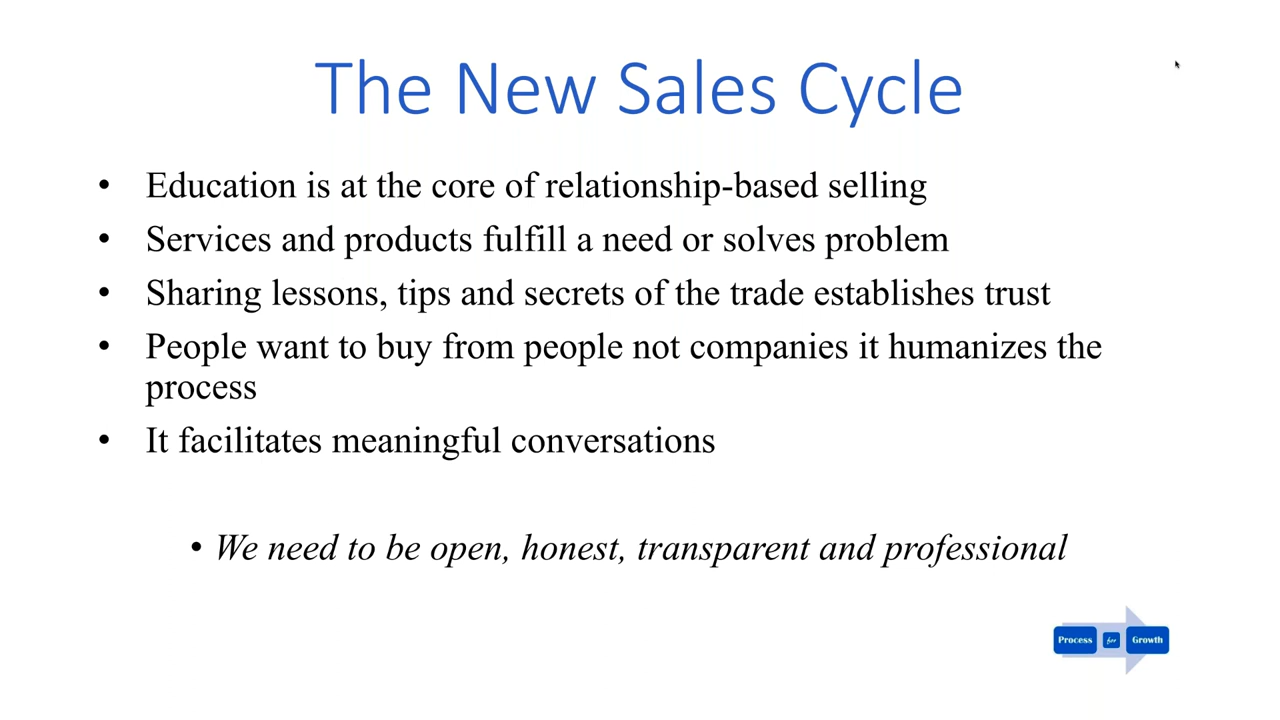 The New Sales Cycle
• Education is at the core of relationship-based selling
• Services and products fulfill a need or solves problem
• Sharing lessons, tips and secrets of the trade establishes trust
• People want to buy from people not companies it humanizes the
process
• It facilitates meaningful conversations
• We need to be open, honest, transparent and professional
Process for Growth